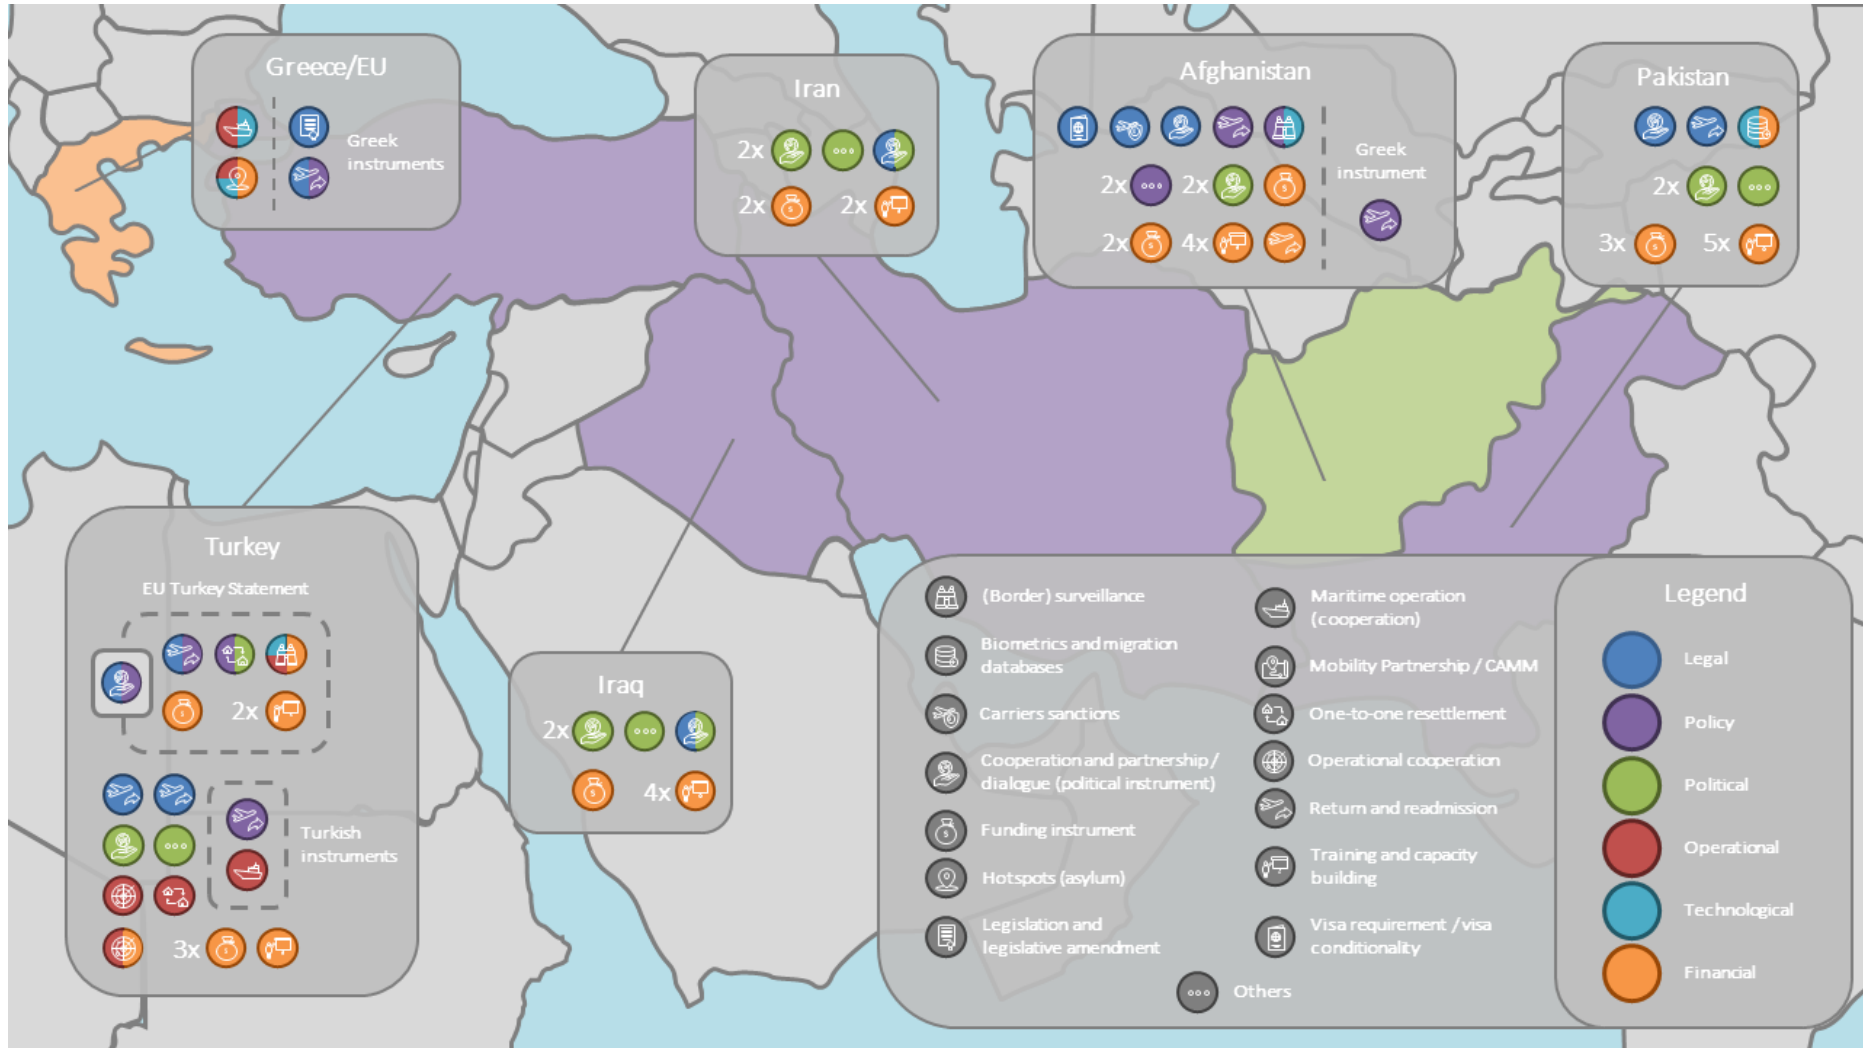 Greece/EU
Greek
instruments
Iran
2x
2x
2x
Afghanistan
2x
2x
2x
4x
Greek
instrument
Pakistan
2x
3x
5x
Turkey
EU Turkey Statement
2x
Turkish
instruments
3x
Iraq
2x
4x
(Border) surveillance
Biometrics and migration
databases
Carriers sanctions
Cooperation and partnership /
dialogue (political instrument)
Funding instrument
Hotspots (asylum)
Legislation and
legislative amendment
Maritime operation
(cooperation)
Mobility Partnership / CAMM
One-to-one resettlement
Operational cooperation
Return and readmission
Training and capacity
building
Visa requirement / visa
conditionality
Others
Legend
Legal
Policy
Political
Operational
Technological
Financial